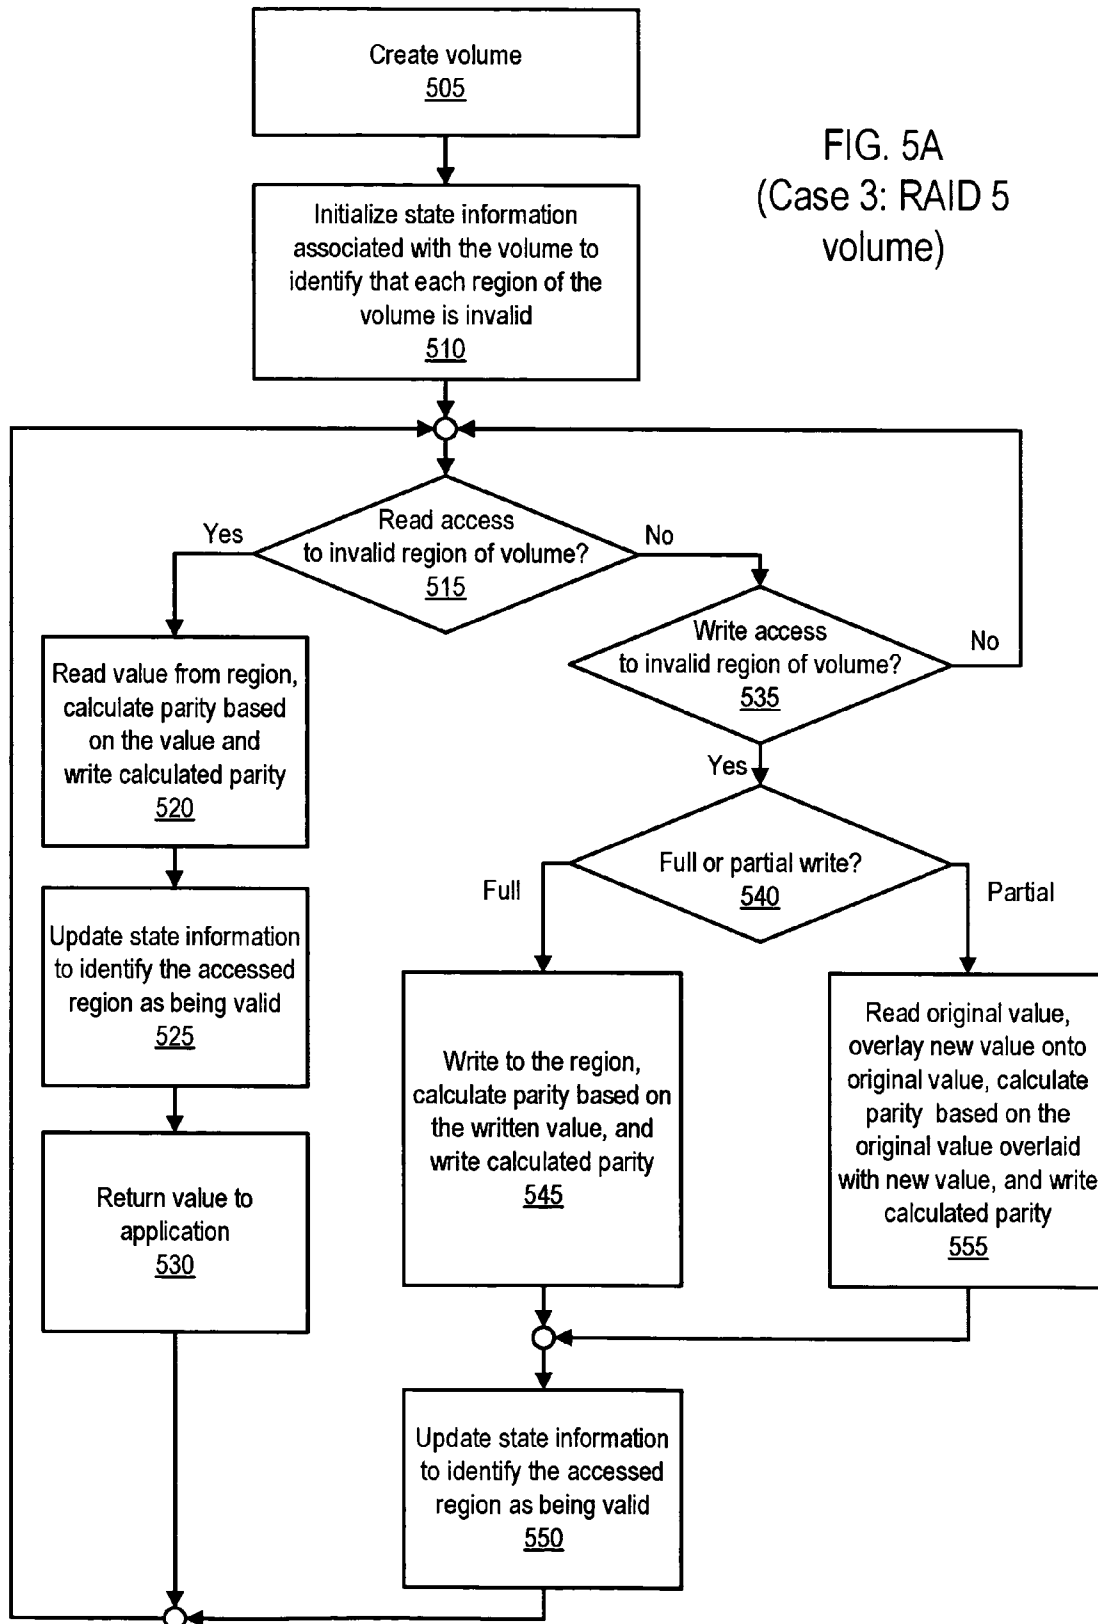 Create volume
505
FIG. 5A
(Case 3: RAID 5
volume)
Initialize state information
associated with the volume to
identify that each region of the
volume is invalid
510
Read access
to invalid region of volume?
515
Yes
No
Write access
to invalid region of volume?
535
No
Yes
Read value from region,
calculate parity based
on the value and
write calculated parity
520
Full or partial write?
540
Full
Partial
Update state information
to identify the accessed
region as being valid
525
Write to the region,
calculate parity based on
the written value, and
write calculated parity
545
Read original value,
overlay new value onto
original value, calculate
parity based on the
original value overlaid
with new value, and write
calculated parity
555
Return value to
application
530
Update state information
to identify the accessed
region as being valid
550